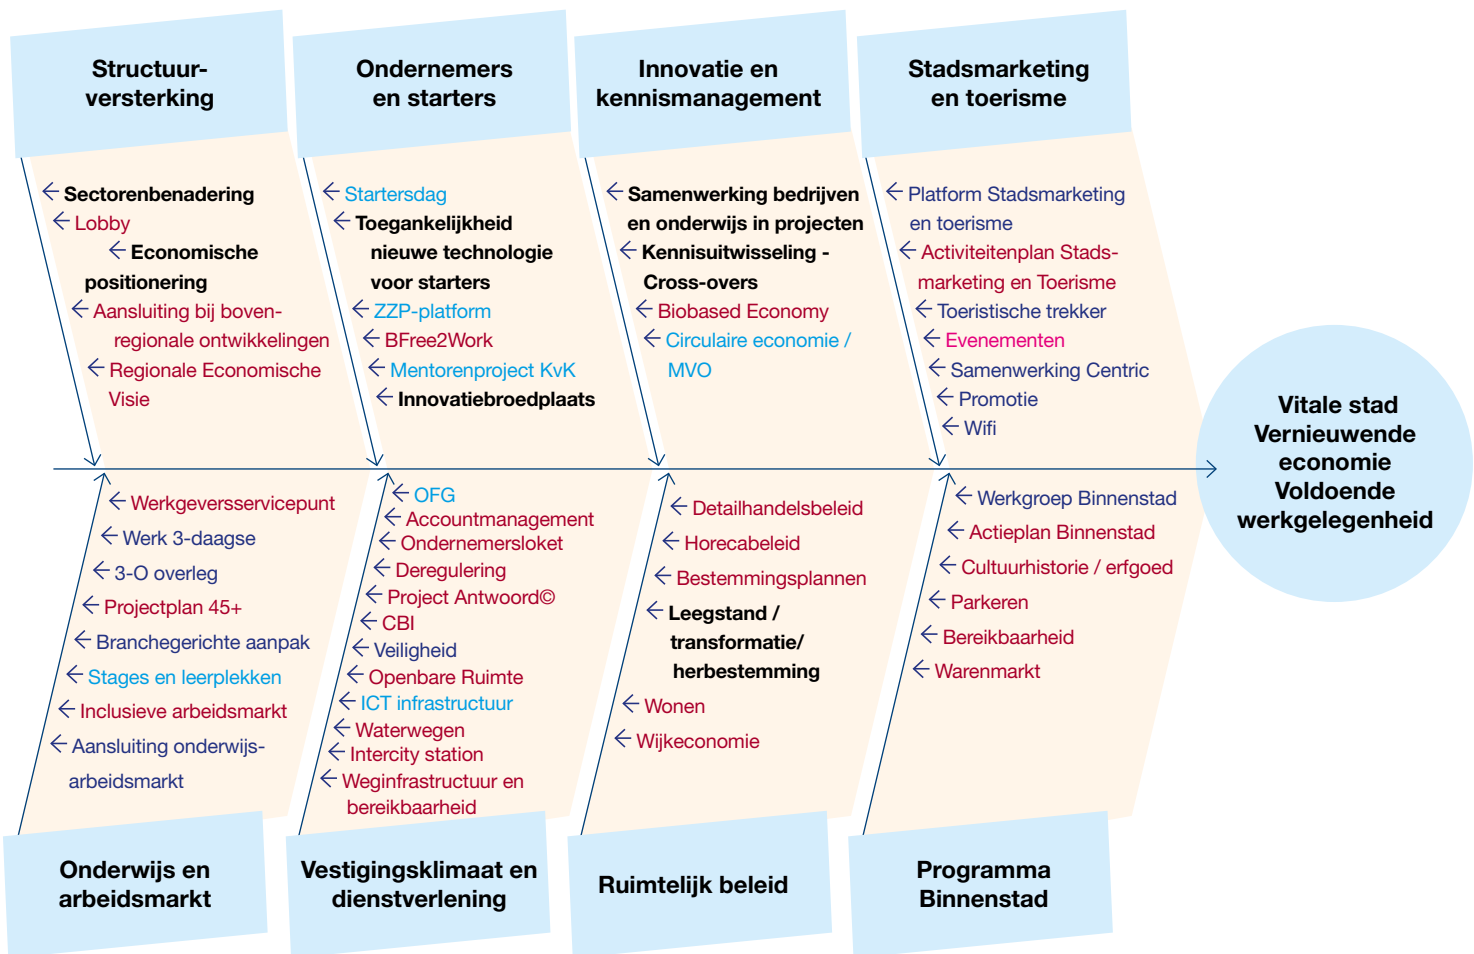 Structuur-
versterking
Sectorenbenadering
Lobby
Economische
positionering
Aansluiting bij boven-
regionale ontwikkelingen
Regionale Economische
Visie
Ondernemers
en starters
Startersdag
Toegankelijkheid
nieuwe technologie
voor starters
ZZP-platform
BFree2Work
Mentorenproject KvK
Innovatiebroedplaats
Innovatie en
kennismanagement
Samenwerking bedrijven
en onderwijs in projecten
Kennisuitwisseling -
Cross-overs
Biobased Economy
Circulaire economie /
MVO
Stadsmarketing
en toerisme
Platform Stadsmarketing
en toerisme
Activiteitenplan Stads-
marketing en Toerisme
Toeristische trekker
Evenementen
Samenwerking Centric
Promotie
Wifi
Vitale stad
Vernieuwende
economie
Voldoende
werkgelegenheid
Werkgeversservicepunt
Werk 3-daagse
3-O overleg
Projectplan 45+
Branchegerichte aanpak
Stages en leerplekken
Inclusieve arbeidsmarkt
Aansluiting onderwijs-
arbeidsmarkt
Onderwijs en
arbeidsmarkt
OFG
Accountmanagement
Ondernemersloket
Deregulering
Project Antwoord©
CBI
Veiligheid
Openbare Ruimte
ICT infrastructuur
Waterwegen
Intercity station
Weginfrastructuur en
bereikbaarheid
Vestigingsklimaat en
dienstverlening
Detailhandelsbeleid
Horecabeleid
Bestemmingsplannen
Leegstand /
transformatie/
herbestemming
Wonen
Wijkeconomie
Ruimtelijk beleid
Werkgroep Binnenstad
Actieplan Binnenstad
Cultuurhistorie / erfgoed
Parkeren
Bereikbaarheid
Warenmarkt
Programma
Binnenstad